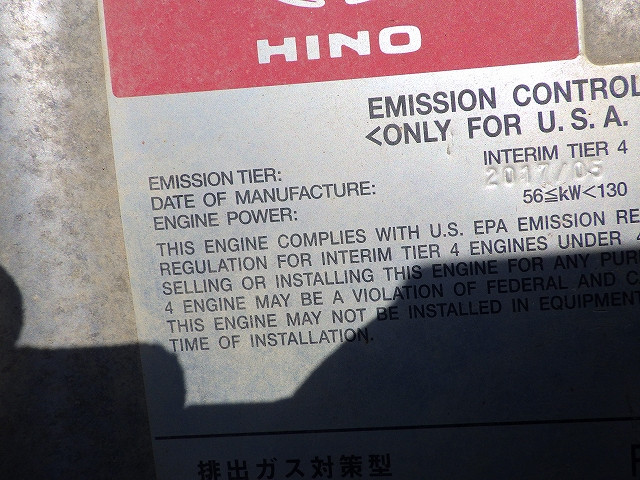 HINO
EMISSION CONTROL
<ONLY FOR U.S.A.
EMISSION TIER: INTERIM TIER 4
DATE OF MANUFACTURE: 2017/05
ENGINE POWER: 56≦kW<130
THIS ENGINE COMPLIES WITH U.S. EPA EMISSION RE
REGULATION FOR INTERIM TIER 4 ENGINES UNDER 4
SELLING OR INSTALLING THIS ENGINE FOR ANY PUR
4 ENGINE MAY BE A VIOLATION OF FEDERAL AND C
THIS ENGINE MAY NOT BE INSTALLED IN EQUIPMENT
TIME OF INSTALLATION.
排出ガス対策型